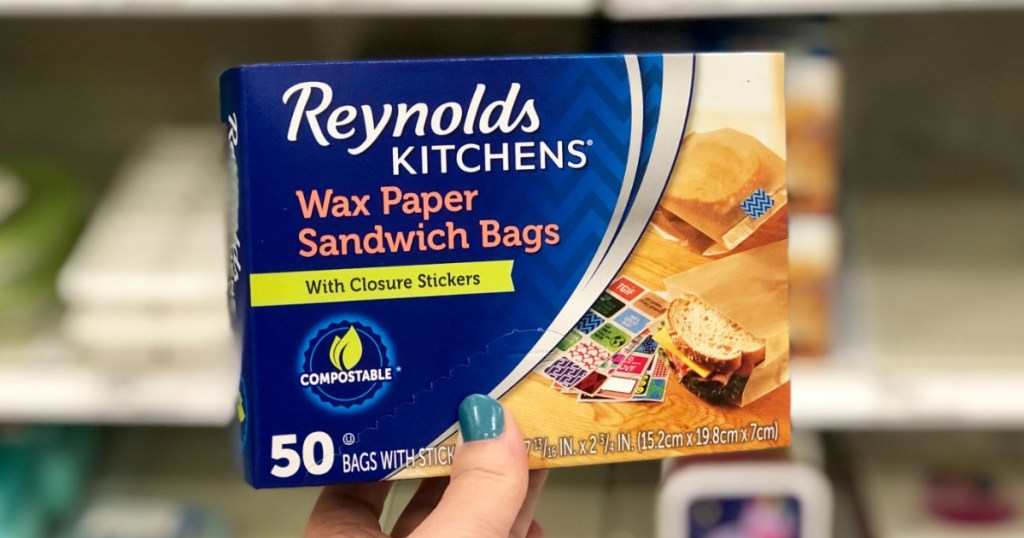 Reynolds
KITCHENS®
Wax Paper
Sandwich Bags
With Closure Stickers
COMPOSTABLE*
50 BAGS WITH STICK 7 13/16 IN. x 2 3/4 IN. (15.2cm x 19.8cm x 7cm)
TGIF